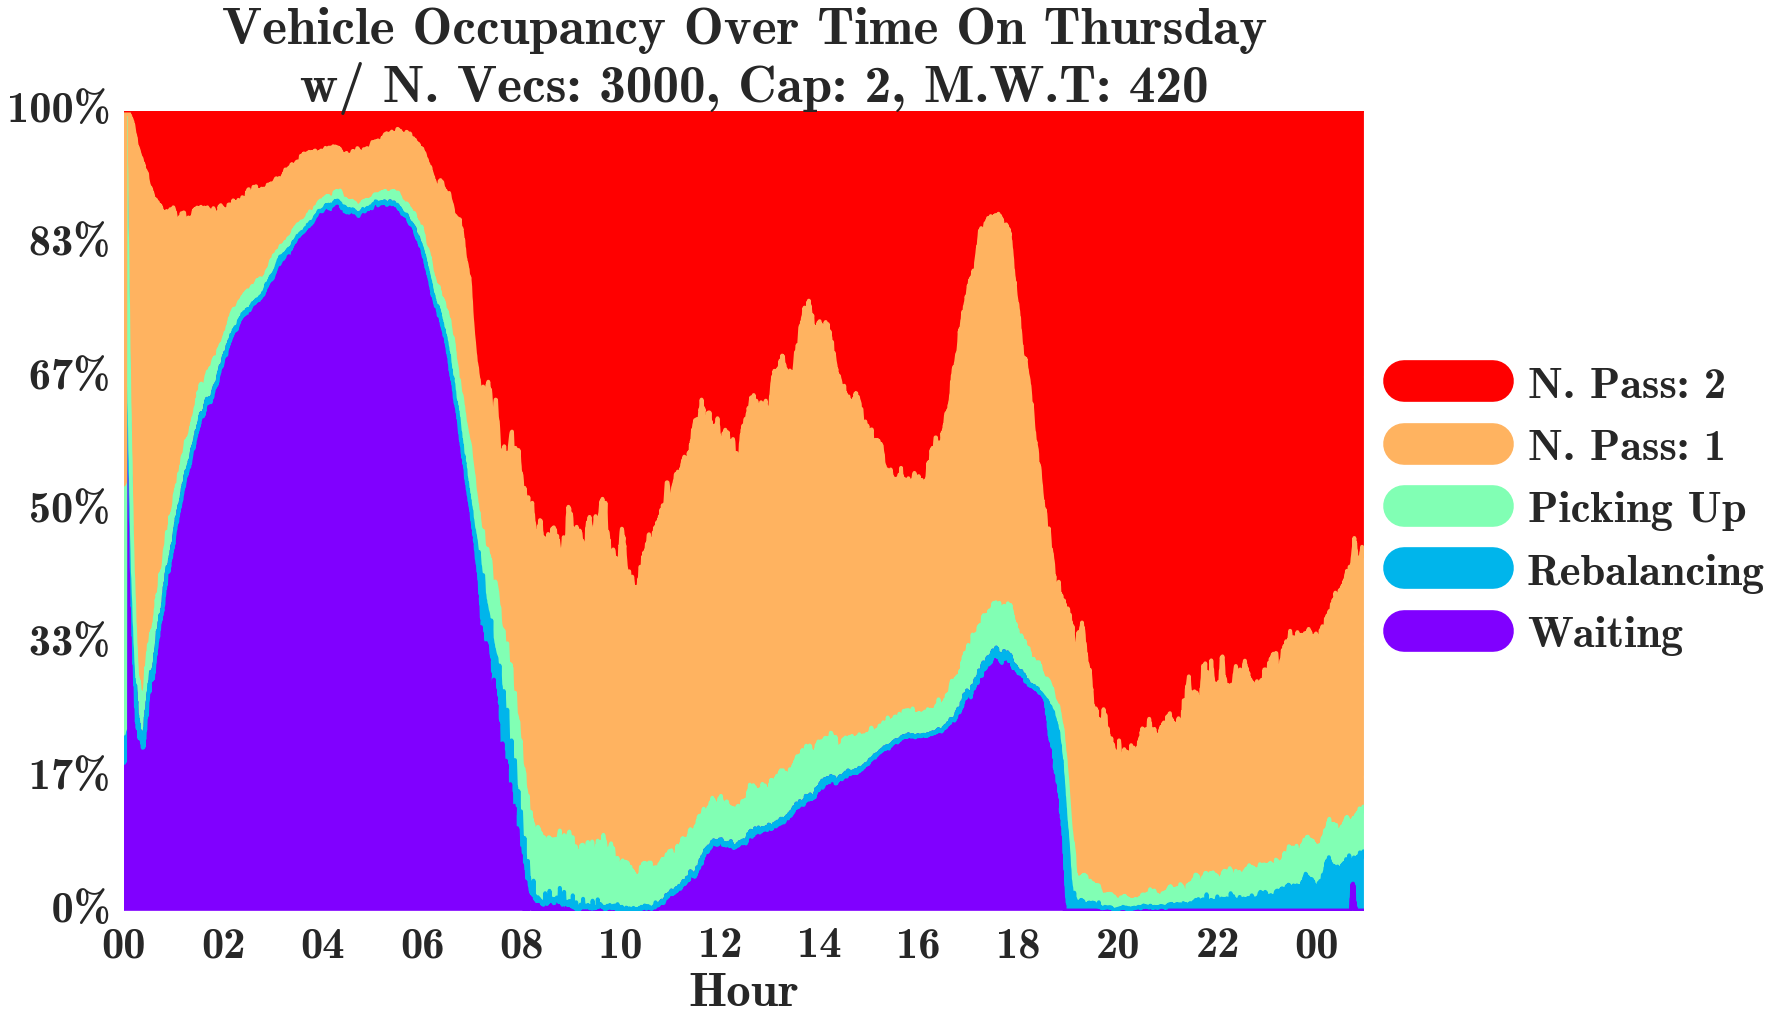 Vehicle Occupancy Over Time On Thursday
w/ N. Vecs: 3000, Cap: 2, M.W.T: 420
100%
83%
67%
50%
33%
17%
0%
00 02 04 06 08 10 12 14 16 18 20 22 00
Hour
N. Pass: 2
N. Pass: 1
Picking Up
Rebalancing
Waiting